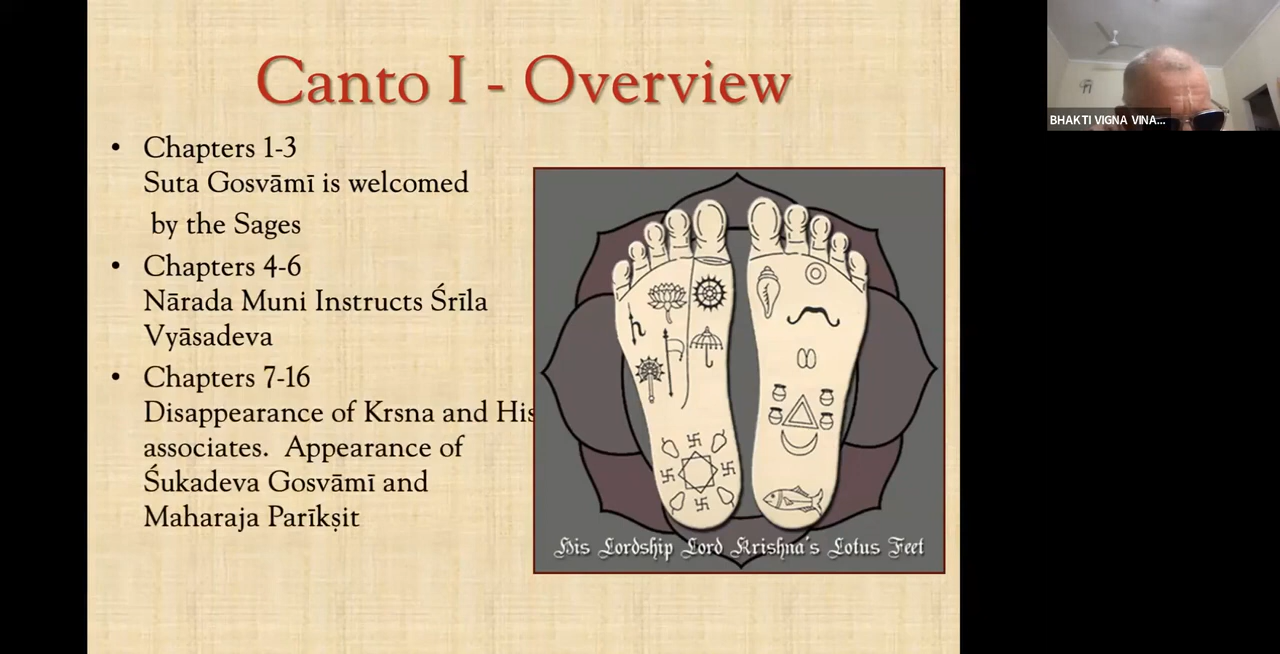 Canto I - Overview
• Chapters 1-3
Suta Gosvāmī is welcomed
by the Sages
• Chapters 4-6
Nārada Muni Instructs Śrīla
Vyāsadeva
• Chapters 7-16
Disappearance of Krsna and His
associates. Appearance of
Śukadeva Gosvāmī and
Maharaja Parīkṣit
His Lordship Lord Krishna's Lotus Feet
BHAKTI VIGNA VINA...